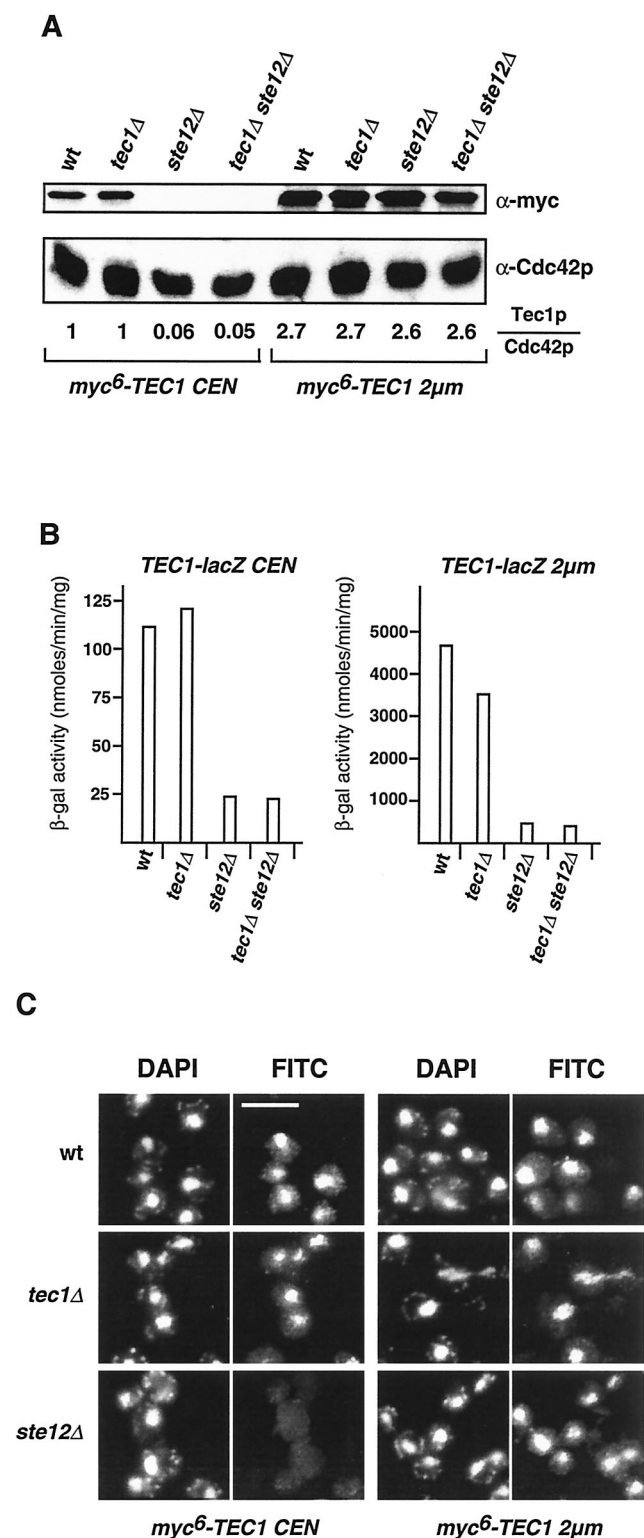 A
wt tec1Δ ste12Δ tec1Δ ste12Δ wt tec1Δ ste12Δ tec1Δ ste12Δ
α-myc
α-Cdc42p
1 1 0.06 0.05 2.7 2.7 2.6 2.6 Tec1p
Cdc42p
myc6-TEC1 CEN myc6-TEC1 2μm
B
TEC1-lacZ CEN
β-gal activity (nmoles/min/mg)
125
100
75
50
25
wt tec1Δ ste12Δ tec1Δ ste12Δ
TEC1-lacZ 2μm
β-gal activity (nmoles/min/mg)
5000
4000
3000
2000
1000
wt tec1Δ ste12Δ tec1Δ ste12Δ
C
DAPI FITC DAPI FITC
wt
tec1Δ
ste12Δ
myc6-TEC1 CEN myc6-TEC1 2μm